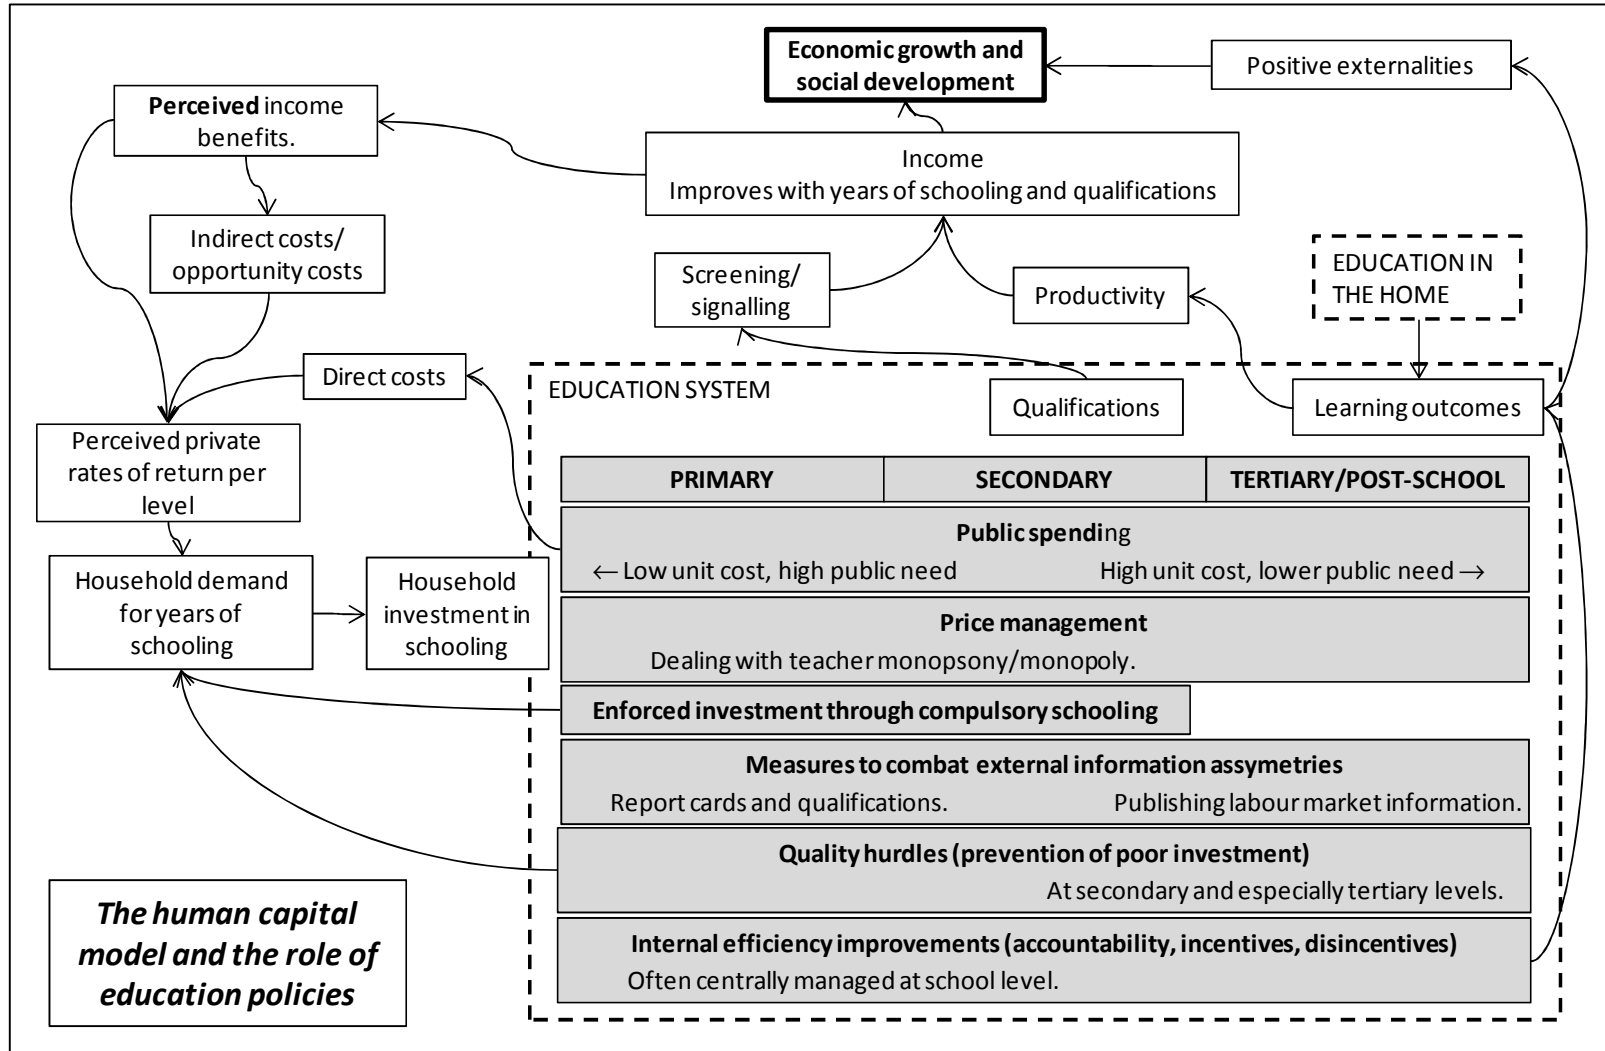 Economic growth and
social development
Positive externalities
Perceived income
benefits.
Income
Improves with years of schooling and qualifications
Indirect costs/
opportunity costs
Screening/
signalling
Productivity
EDUCATION IN
THE HOME
Direct costs
EDUCATION SYSTEM
Qualifications
Learning outcomes
Perceived private
rates of return per
level
PRIMARY
SECONDARY
TERTIARY/POST-SCHOOL
Public spending
← Low unit cost, high public need
High unit cost, lower public need →
Household demand
for years of
schooling
Household
investment in
schooling
Price management
Dealing with teacher monopsony/monopoly.
Enforced investment through compulsory schooling
Measures to combat external information assymetries
Report cards and qualifications.
Publishing labour market information.
Quality hurdles (prevention of poor investment)
At secondary and especially tertiary levels.
Internal efficiency improvements (accountability, incentives, disincentives)
Often centrally managed at school level.
The human capital
model and the role of
education policies